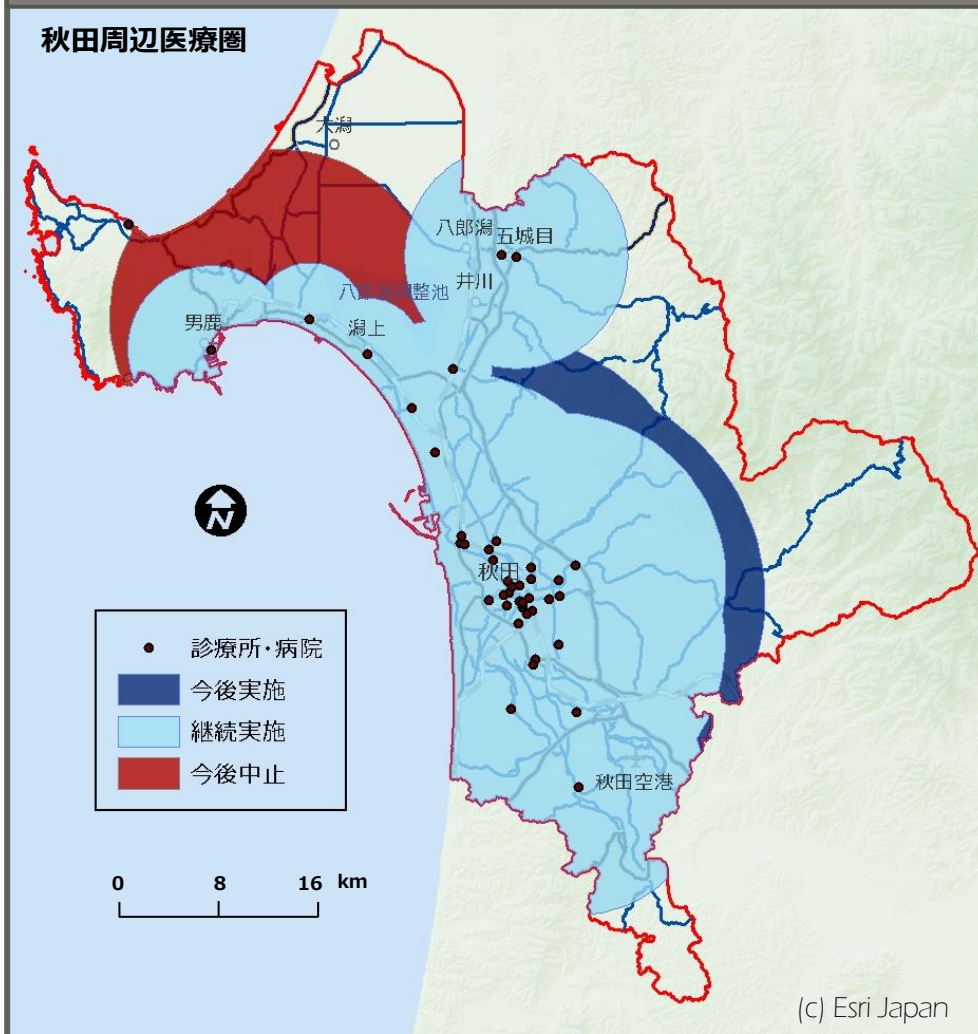 秋田周辺医療圏
大潟
八郎潟
五城目
井川
八郎潟調整池
男鹿
潟上
N
秋田
診療所・病院
今後実施
継続実施
今後中止
秋田空港
0 8 16 km
(c) Esri Japan